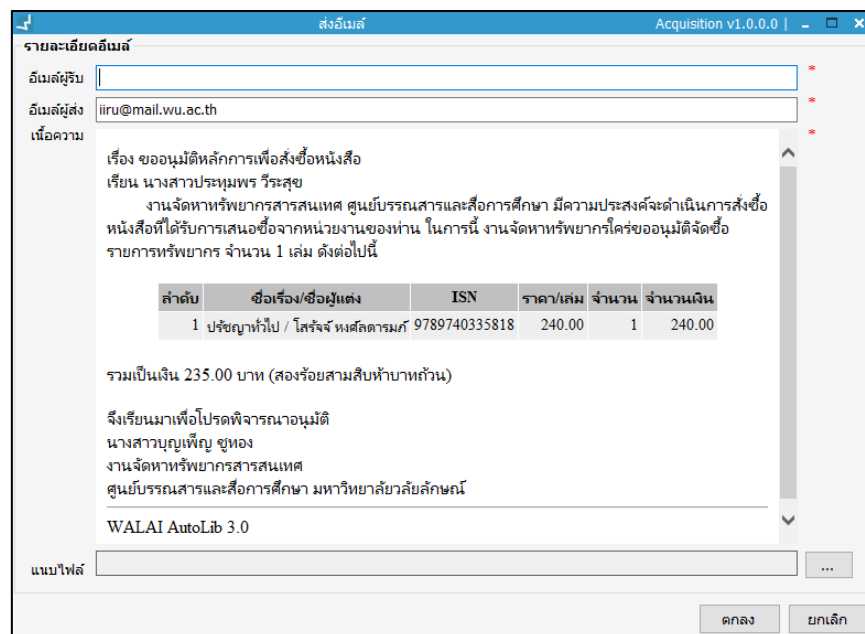 ส่งอีเมล์ Acquisition v1.0.0.0 |
รายละเอียดอีเมล์
อีเมล์ผู้รับ *
อีเมล์ผู้ส่ง iiru@mail.wu.ac.th *
เนื้อความ *
เรื่อง ขออนุมัติหลักการเพื่อสั่งซื้อหนังสือ
เรียน นางสาวประทุมพร วีระสุข
งานจัดหาทรัพยากรสารสนเทศ ศูนย์บรรณสารและสื่อการศึกษา มีความประสงค์จะดำเนินการสั่งซื้อ
หนังสือที่ได้รับการเสนอซื้อจากหน่วยงานของท่าน ในการนี้ งานจัดหาทรัพยากรใคร่ขออนุมัติจัดซื้อ
รายการทรัพยากร จำนวน 1 เล่ม ดังต่อไปนี้
ลำดับ ชื่อเรื่อง/ชื่อผู้แต่ง ISN ราคา/เล่ม จำนวน จำนวนเงิน
1 ปรัชญาทั่วไป / โสรัจจ์ หงศ์ลดารมภ์ 9789740335818 240.00 1 240.00
รวมเป็นเงิน 235.00 บาท (สองร้อยสามสิบห้าบาทถ้วน)
จึงเรียนมาเพื่อโปรดพิจารณาอนุมัติ
นางสาวบุญเพ็ญ ชูทอง
งานจัดหาทรัพยากรสารสนเทศ
ศูนย์บรรณสารและสื่อการศึกษา มหาวิทยาลัยวลัยลักษณ์
WALAI AutoLib 3.0
แนบไฟล์ ...
ตกลง ยกเลิก